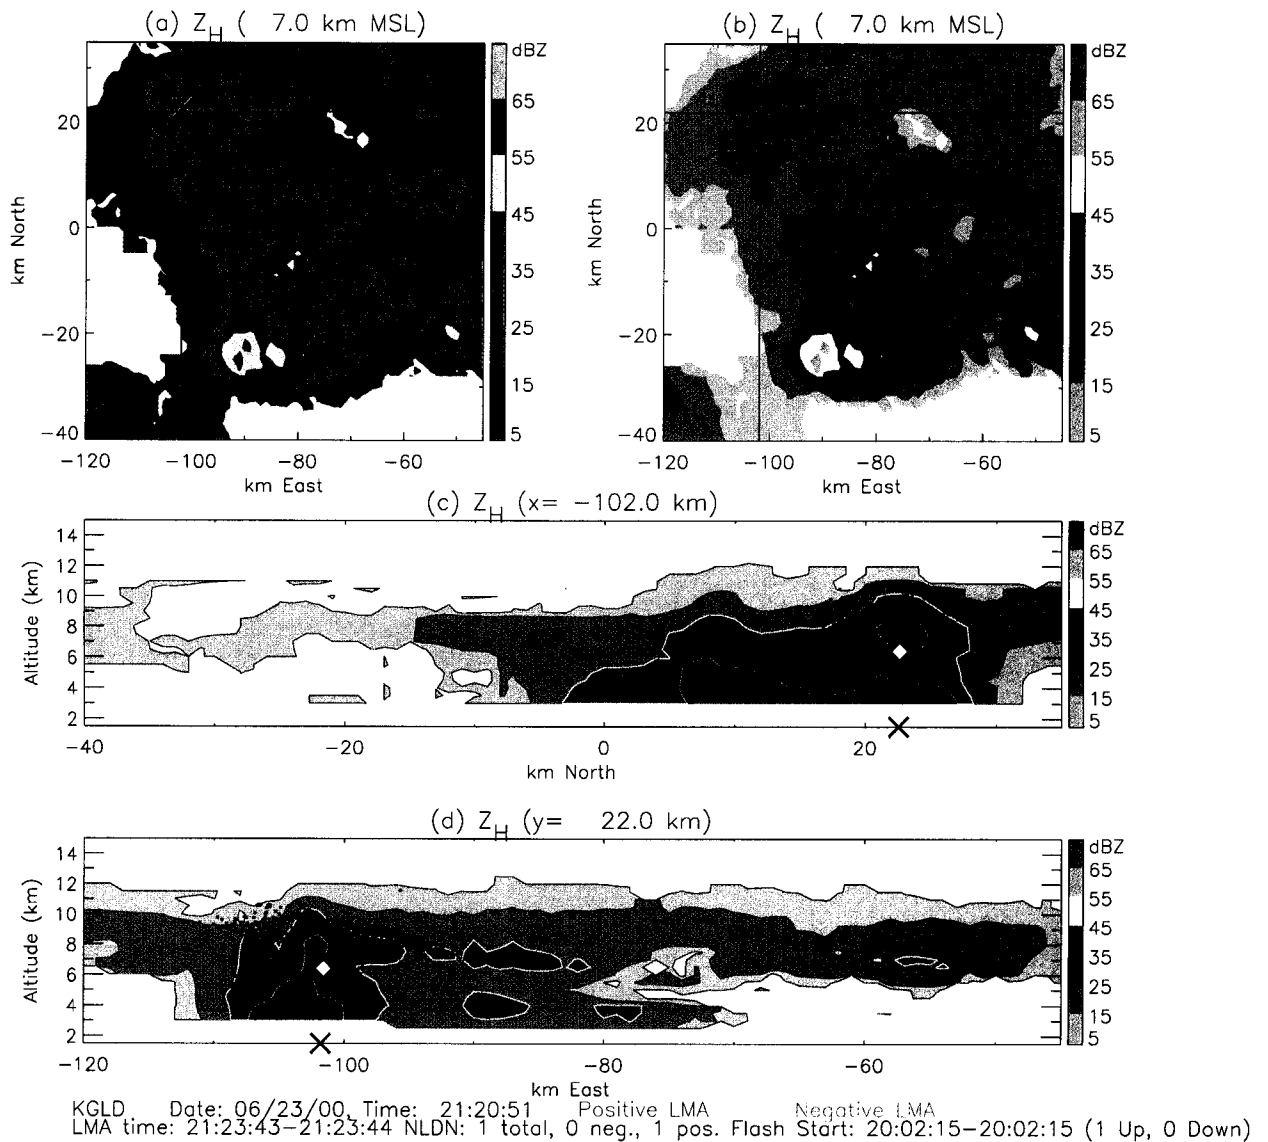 (a) Z_H ( 7.0 km MSL)
(b) Z_H ( 7.0 km MSL)
dBZ
65
55
45
35
25
15
5
20
0
−20
−40
km North
−120 −100 −80 −60
km East
dBZ
65
55
45
35
25
15
5
20
0
−20
−40
km North
−120 −100 −80 −60
km East
(c) Z_H (x= −102.0 km)
14
12
10
8
6
4
2
Altitude (km)
−40 −20 0 20
km North
dBZ
65
55
45
35
25
15
5
(d) Z_H (y= 22.0 km)
14
12
10
8
6
4
2
Altitude (km)
−120 −100 −80 −60
km East
dBZ
65
55
45
35
25
15
5
KGLD Date: 06/23/00, Time: 21:20:51 Positive LMA Negative LMA
LMA time: 21:23:43−21:23:44 NLDN: 1 total, 0 neg., 1 pos. Flash Start: 20:02:15−20:02:15 (1 Up, 0 Down)